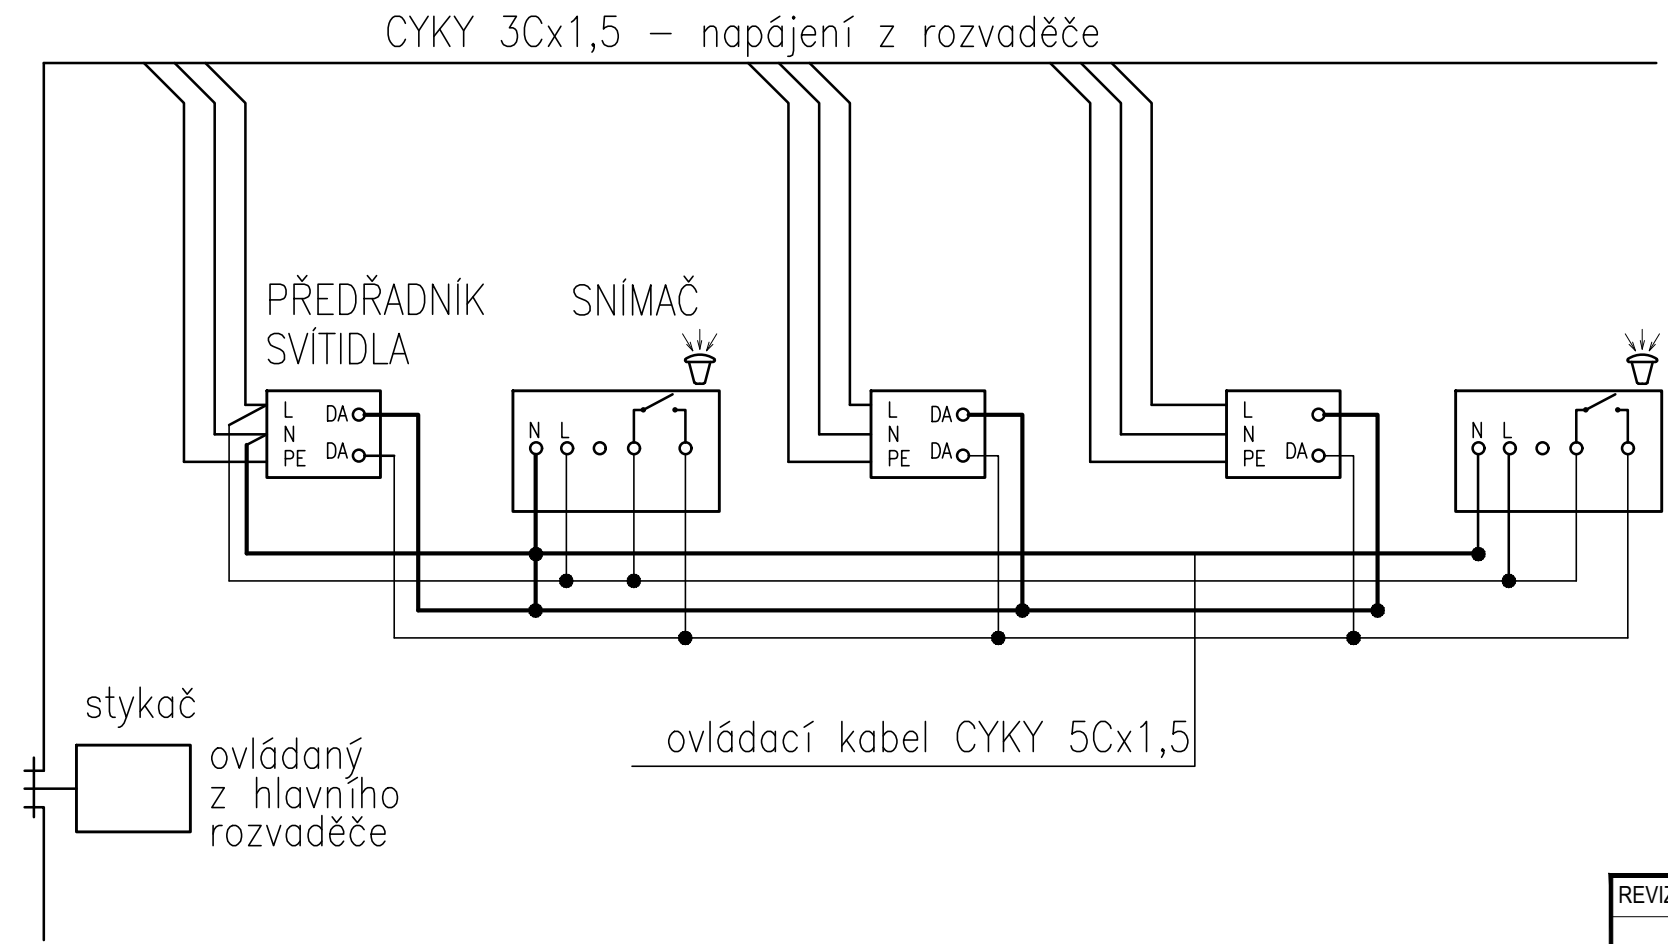 CYKY 3Cx1,5 – napájení z rozvaděče
PŘEDŘADNÍK
SVÍTIDLA
SNÍMAČ
L DA
N
PE DA
N L
L DA
N
PE DA
L
N
PE DA
N L
ovládací kabel CYKY 5Cx1,5
stykač
ovládaný
z hlavního
rozvaděče